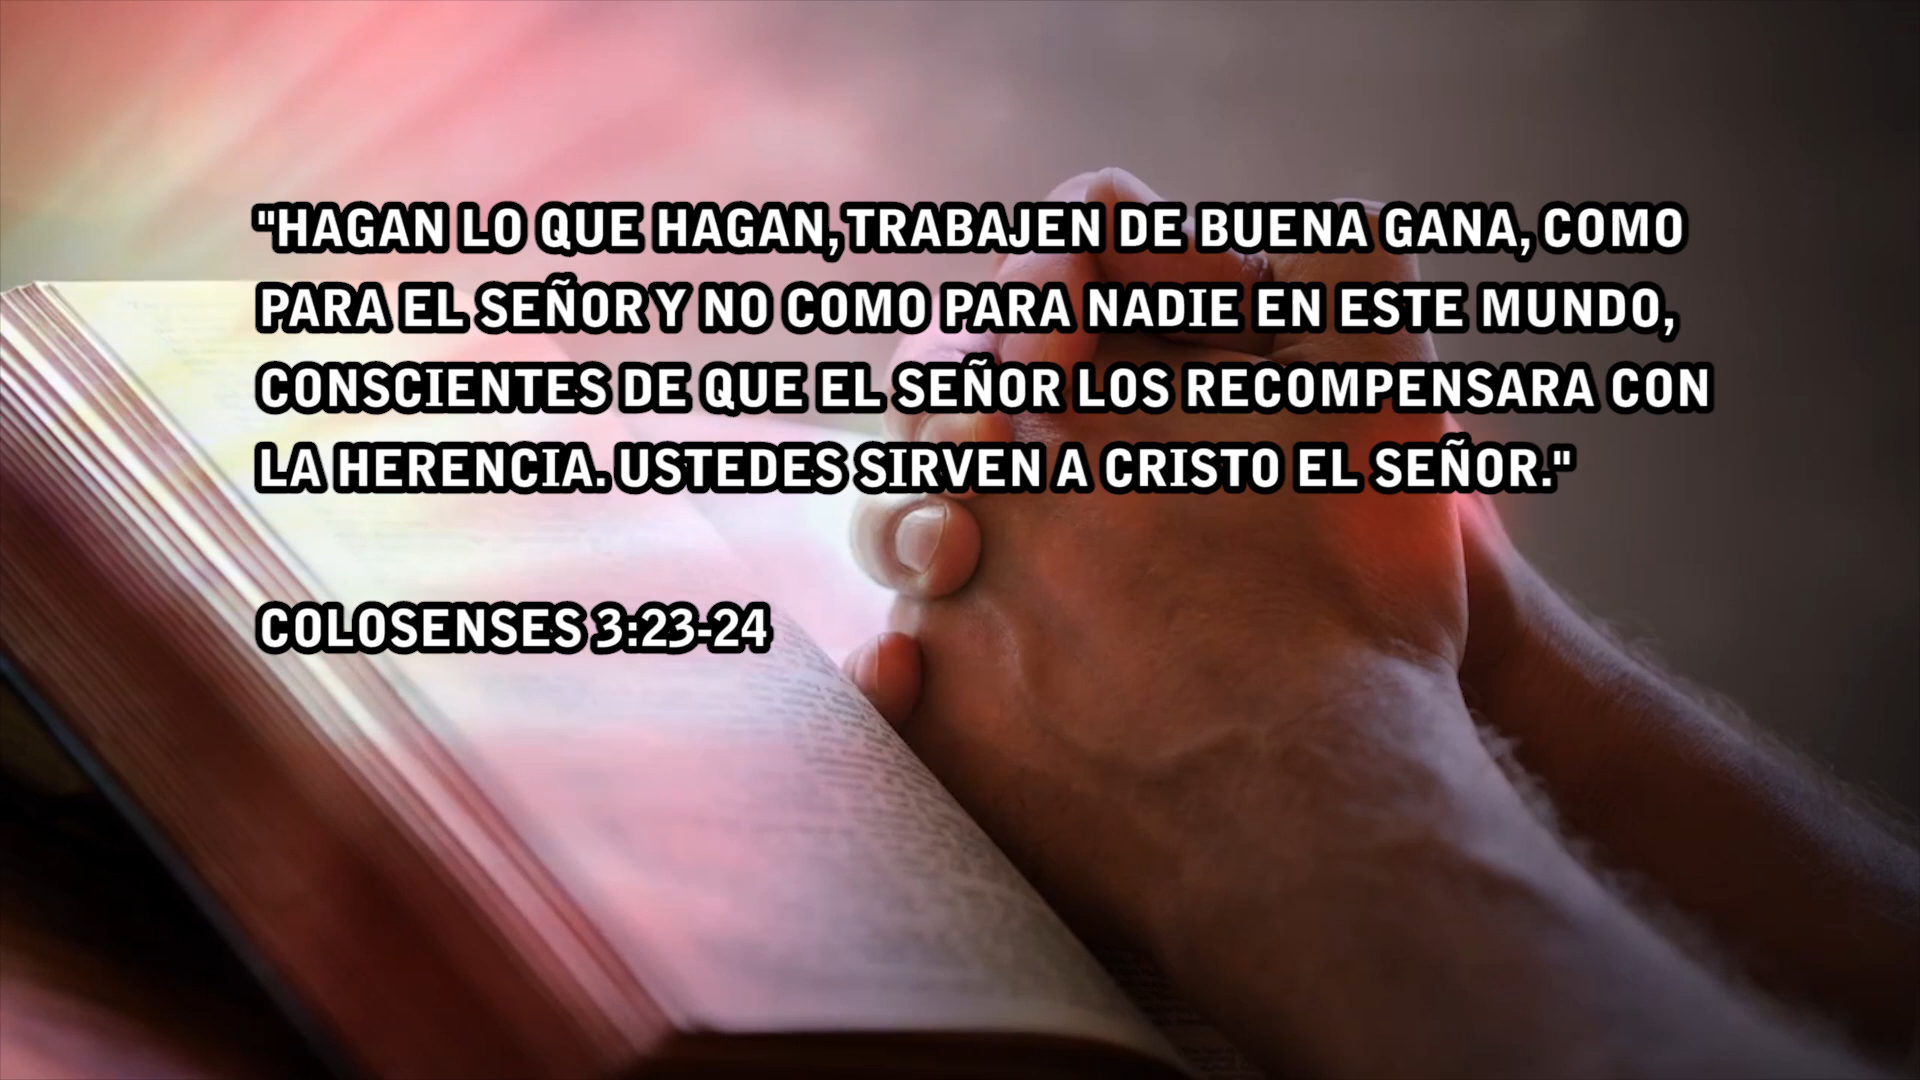 "HAGAN LO QUE HAGAN, TRABAJEN DE BUENA GANA, COMO
PARA EL SEÑOR Y NO COMO PARA NADIE EN ESTE MUNDO,
CONSCIENTES DE QUE EL SEÑOR LOS RECOMPENSARA CON
LA HERENCIA. USTEDES SIRVEN A CRISTO EL SEÑOR."
COLOSENSES 3:23-24